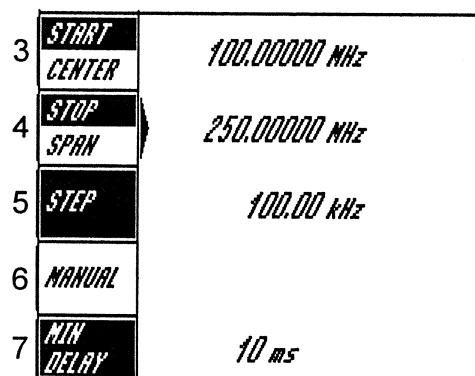 3 START CENTER 100.00000 MHz
4 STOP SPAN 250.00000 MHz
5 STEP 100.00 kHz
6 MANUAL
7 MIN DELAY 10 ms